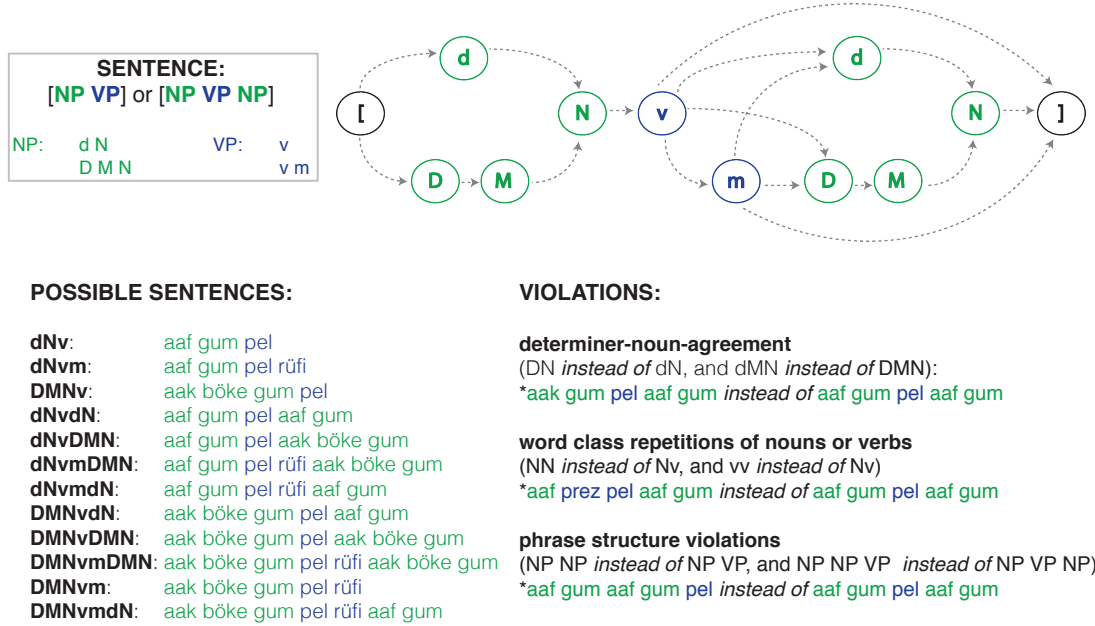 SENTENCE:
[NP VP] or [NP VP NP]
NP: d N VP: v
D M N v m
[ d D M N v m d D M N ]
POSSIBLE SENTENCES:
dNv: aaf gum pel
dNvm: aaf gum pel rüfi
DMNv: aak böke gum pel
dNvdN: aaf gum pel aaf gum
dNvDMN: aaf gum pel aak böke gum
dNvmDMN: aaf gum pel rüfi aak böke gum
dNvmdN: aaf gum pel rüfi aaf gum
DMNvdN: aak böke gum pel aaf gum
DMNvDMN: aak böke gum pel aak böke gum
DMNvmDMN: aak böke gum pel rüfi aak böke gum
DMNvm: aak böke gum pel rüfi
DMNvmdN: aak böke gum pel rüfi aaf gum
VIOLATIONS:
determiner-noun-agreement
(DN instead of dN, and dMN instead of DMN):
*aak gum pel aaf gum instead of aaf gum pel aaf gum
word class repetitions of nouns or verbs
(NN instead of Nv, and vv instead of Nv)
*aaf prez pel aaf gum instead of aaf gum pel aaf gum
phrase structure violations
(NP NP instead of NP VP, and NP NP VP instead of NP VP NP)
*aaf gum aaf gum pel instead of aaf gum pel aaf gum